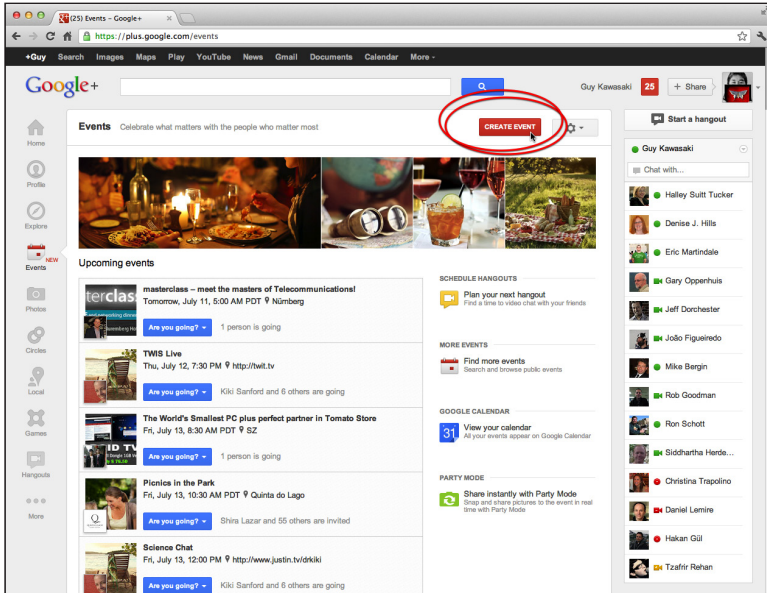 (25) Events – Google+
https://plus.google.com/events
+Guy Search Images Maps Play YouTube News Gmail Documents Calendar More
Google+
Guy Kawasaki 25 + Share
Home
Profile
Explore
Events NEW
Photos
Circles
Local
Games
Hangouts
More
Events Celebrate what matters with the people who matter most
CREATE EVENT
Upcoming events
masterclass – meet the masters of Telecommunications!
Tomorrow, July 11, 5:00 AM PDT Nürnberg
Are you going? 1 person is going
TWIS Live
Thu, July 12, 7:30 PM http://twit.tv
Are you going? Kiki Sanford and 6 others are going
The World's Smallest PC plus perfect partner in Tomato Store
Fri, July 13, 8:30 AM PDT SZ
Are you going? 1 person is going
Picnics in the Park
Fri, July 13, 10:30 AM PDT Quinta do Lago
Are you going? Shira Lazar and 55 others are invited
Science Chat
Fri, July 13, 12:00 PM http://www.justin.tv/drkiki
Are you going? Kiki Sanford and 6 others are going
SCHEDULE HANGOUTS
Plan your next hangout
Find a time to video chat with your friends
MORE EVENTS
Find more events
Search and browse public events
GOOGLE CALENDAR
31
View your calendar
All your events appear on Google Calendar
PARTY MODE
Share instantly with Party Mode
Snap and share pictures to the event in real
time with Party Mode
Start a hangout
Guy Kawasaki
Chat with...
Halley Suitt Tucker
Denise J. Hills
Eric Martindale
Gary Oppenhuis
Jeff Dorchester
João Figueiredo
Mike Bergin
Rob Goodman
Ron Schott
Siddhartha Herde...
Christina Trapolino
Daniel Lemire
Hakan Gül
Tzafrir Rehan